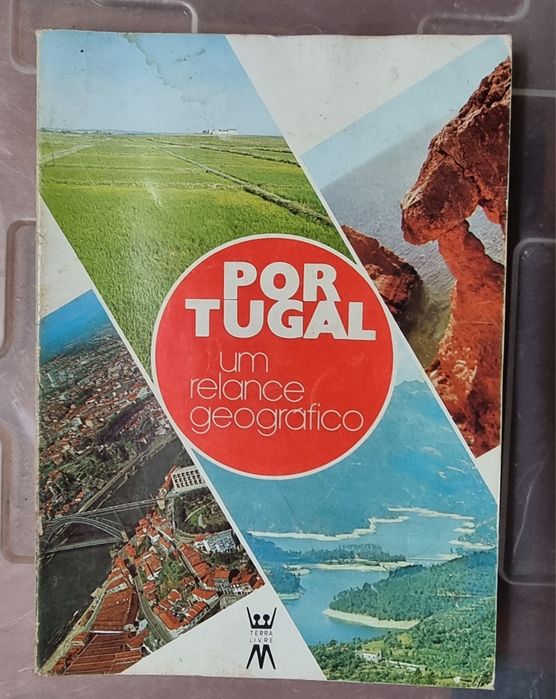 POR
TUGAL
um
relance
geográfico
TERRA
LIVRE